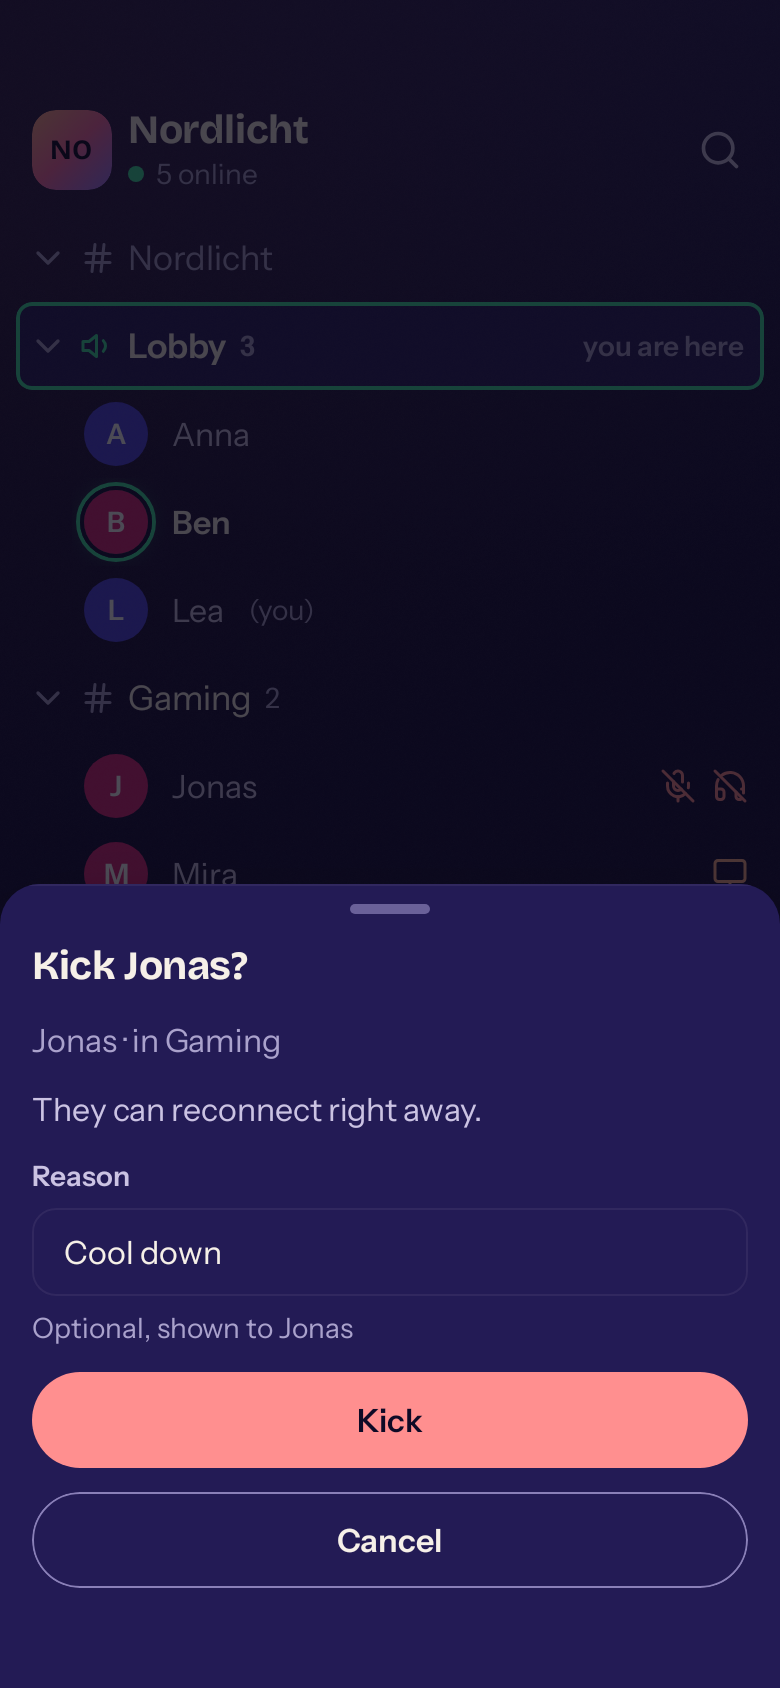 NO
Nordlicht
5 online
# Nordlicht
Lobby 3 you are here
A Anna
B Ben
L Lea (you)
# Gaming 2
J Jonas
M Mira
Kick Jonas?
Jonas · in Gaming
They can reconnect right away.
Reason
Cool down
Optional, shown to Jonas
Kick
Cancel